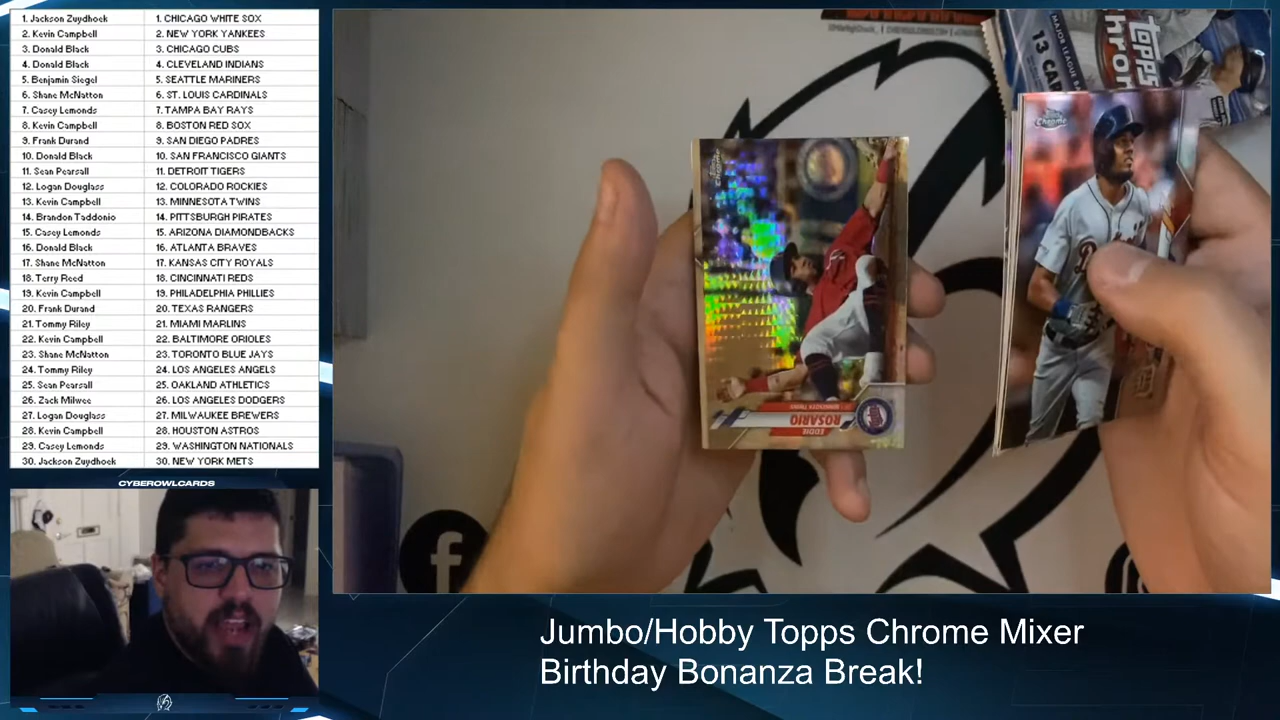 1. Jackson Zuydhoek 1. CHICAGO WHITE SOX
2. Kevin Campbell 2. NEW YORK YANKEES
3. Donald Black 3. CHICAGO CUBS
4. Donald Black 4. CLEVELAND INDIANS
5. Benjamin Siegel 5. SEATTLE MARINERS
6. Shane McNatton 6. ST. LOUIS CARDINALS
7. Casey Lemonds 7. TAMPA BAY RAYS
8. Kevin Campbell 8. BOSTON RED SOX
9. Frank Durand 9. SAN DIEGO PADRES
10. Donald Black 10. SAN FRANCISCO GIANTS
11. Sean Pearsall 11. DETROIT TIGERS
12. Logan Douglass 12. COLORADO ROCKIES
13. Kevin Campbell 13. MINNESOTA TWINS
14. Brandon Taddonio 14. PITTSBURGH PIRATES
15. Casey Lemonds 15. ARIZONA DIAMONDBACKS
16. Donald Black 16. ATLANTA BRAVES
17. Shane McNatton 17. KANSAS CITY ROYALS
18. Terry Reed 18. CINCINNATI REDS
19. Kevin Campbell 19. PHILADELPHIA PHILLIES
20. Frank Durand 20. TEXAS RANGERS
21. Tommy Riley 21. MIAMI MARLINS
22. Kevin Campbell 22. BALTIMORE ORIOLES
23. Shane McNatton 23. TORONTO BLUE JAYS
24. Tommy Riley 24. LOS ANGELES ANGELS
25. Sean Pearsall 25. OAKLAND ATHLETICS
26. Zack Milwee 26. LOS ANGELES DODGERS
27. Logan Douglass 27. MILWAUKEE BREWERS
28. Kevin Campbell 28. HOUSTON ASTROS
29. Casey Lemonds 29. WASHINGTON NATIONALS
30. Jackson Zuydhoek 30. NEW YORK METS
CYBEROWLCARDS
topps
Chrome
MINNESOTA TWINS
EDDIE
ROSARIO
topps
13 CAR
MAJOR LEAGUE
Chrome
f
Jumbo/Hobby Topps Chrome Mixer
Birthday Bonanza Break!